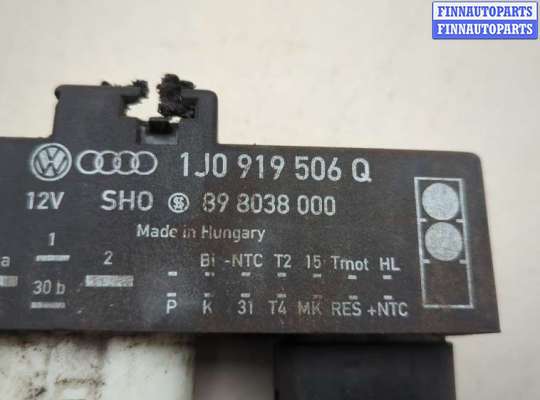 FINNAUTOPARTS
FINNAUTOPARTS
1J0 919 506 Q
12V SHO 89 8038 000
Made in Hungary
1
a 2 Bi -NTC T2 15 Tmot HL
30 b
P K 31 T4 MK RES +NTC